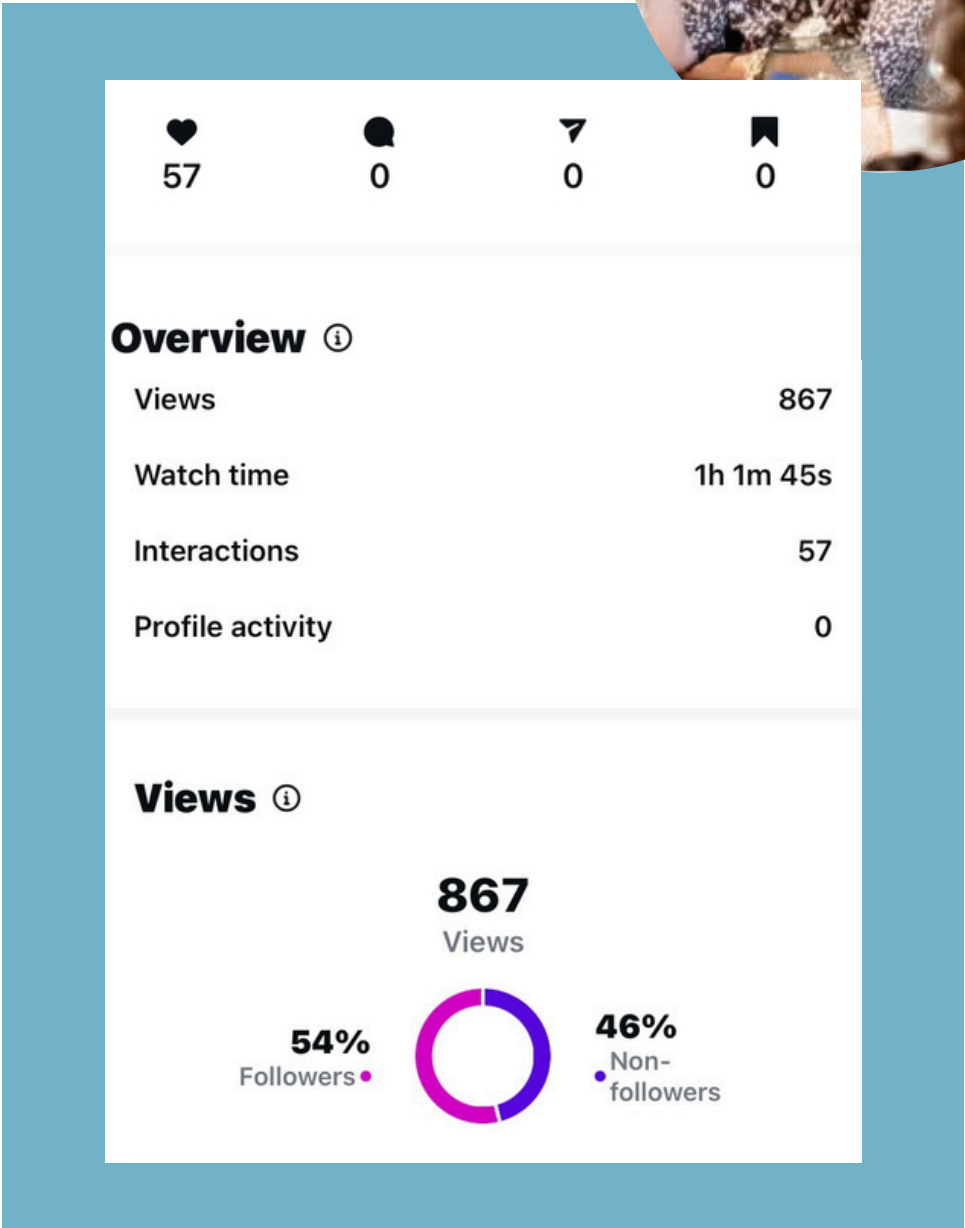 57 0 0 0
Overview
Views 867
Watch time 1h 1m 45s
Interactions 57
Profile activity 0
Views
867
Views
54%
Followers
46%
Non-
followers